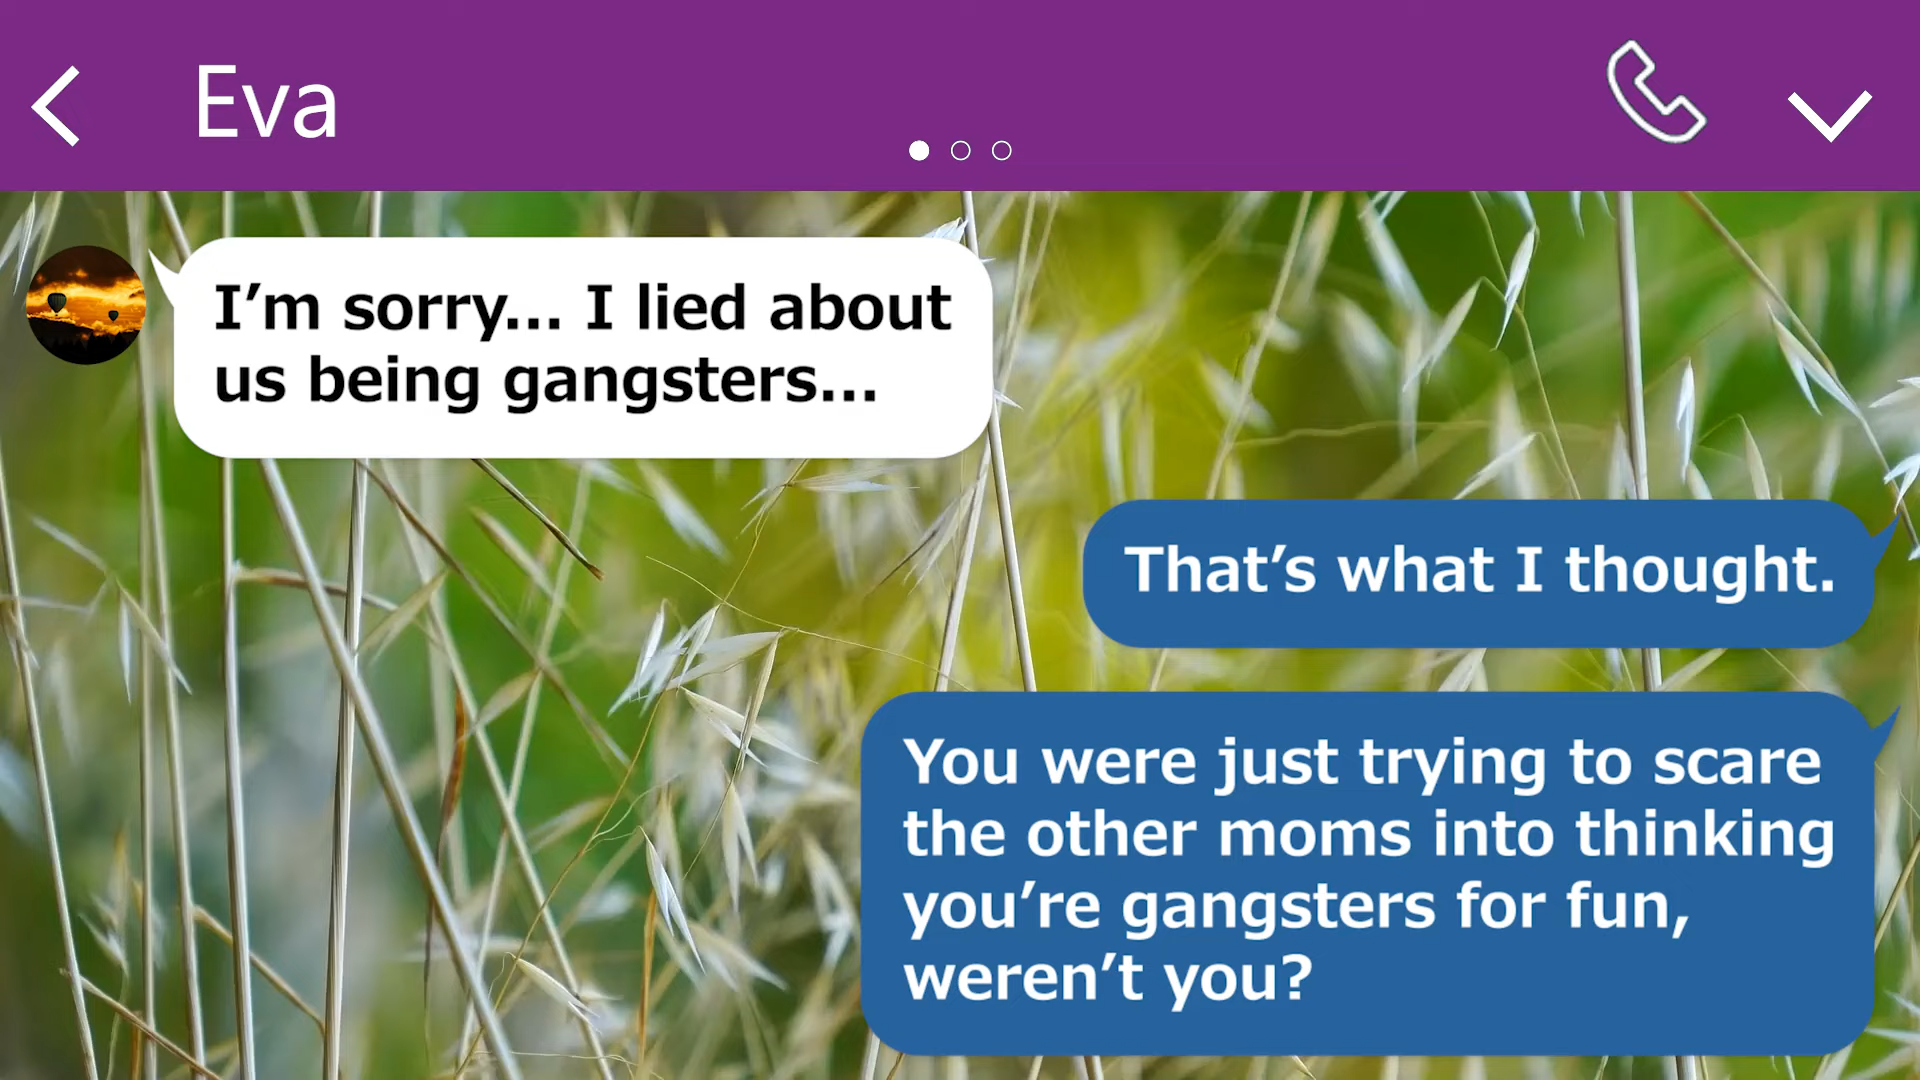 Eva
I’m sorry... I lied about
us being gangsters...
That’s what I thought.
You were just trying to scare
the other moms into thinking
you’re gangsters for fun,
weren’t you?